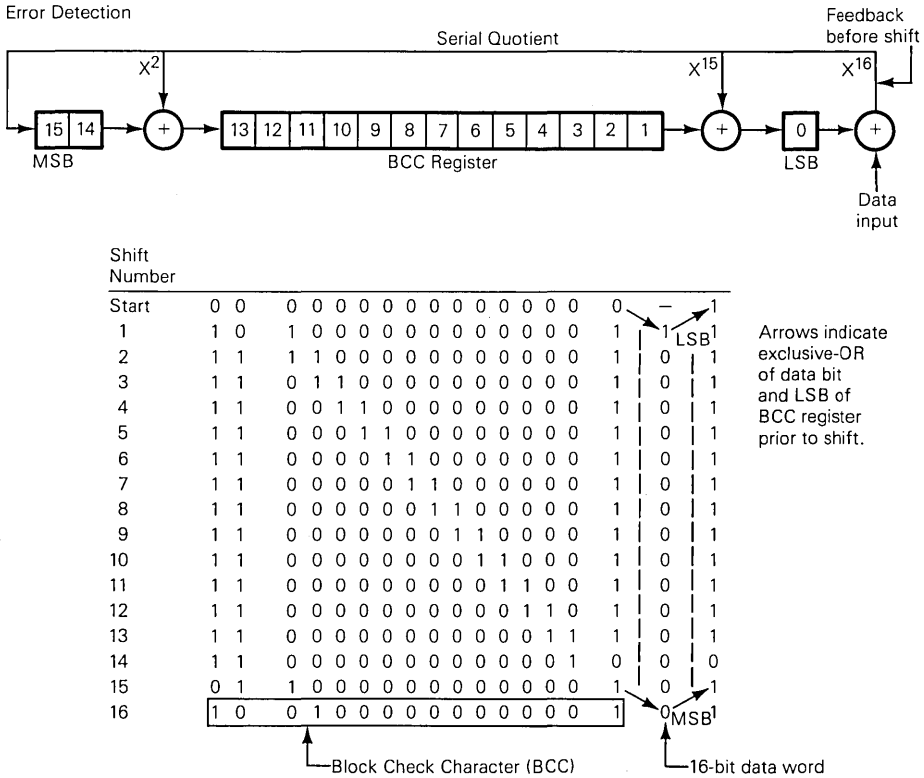 Error Detection
Feedback
before shift
Serial Quotient
X²
X¹⁵
X¹⁶
15 14
+
13 12 11 10 9 8 7 6 5 4 3 2 1
+
0
+
MSB
BCC Register
LSB
Data
input
Shift
Number
Start 0 0 0 0 0 0 0 0 0 0 0 0 0 0 0 0 – 1
1 1 0 1 0 0 0 0 0 0 0 0 0 0 0 0 1 1 LSB 1
2 1 1 1 1 0 0 0 0 0 0 0 0 0 0 0 1 0 1
3 1 1 0 1 1 0 0 0 0 0 0 0 0 0 0 1 0 1
4 1 1 0 0 1 1 0 0 0 0 0 0 0 0 0 1 0 1
5 1 1 0 0 0 1 1 0 0 0 0 0 0 0 0 1 0 1
6 1 1 0 0 0 0 1 1 0 0 0 0 0 0 0 1 0 1
7 1 1 0 0 0 0 0 1 1 0 0 0 0 0 0 1 0 1
8 1 1 0 0 0 0 0 0 1 1 0 0 0 0 0 1 0 1
9 1 1 0 0 0 0 0 0 0 1 1 0 0 0 0 1 0 1
10 1 1 0 0 0 0 0 0 0 0 1 1 0 0 0 1 0 1
11 1 1 0 0 0 0 0 0 0 0 0 1 1 0 0 1 0 1
12 1 1 0 0 0 0 0 0 0 0 0 0 1 1 0 1 0 1
13 1 1 0 0 0 0 0 0 0 0 0 0 0 1 1 1 0 1
14 1 1 0 0 0 0 0 0 0 0 0 0 0 0 1 0 0 0
15 0 1 1 0 0 0 0 0 0 0 0 0 0 0 0 1 0 1
16 1 0 0 1 0 0 0 0 0 0 0 0 0 0 0 1 0 MSB 1
Arrows indicate
exclusive-OR
of data bit
and LSB of
BCC register
prior to shift.
Block Check Character (BCC)
16-bit data word